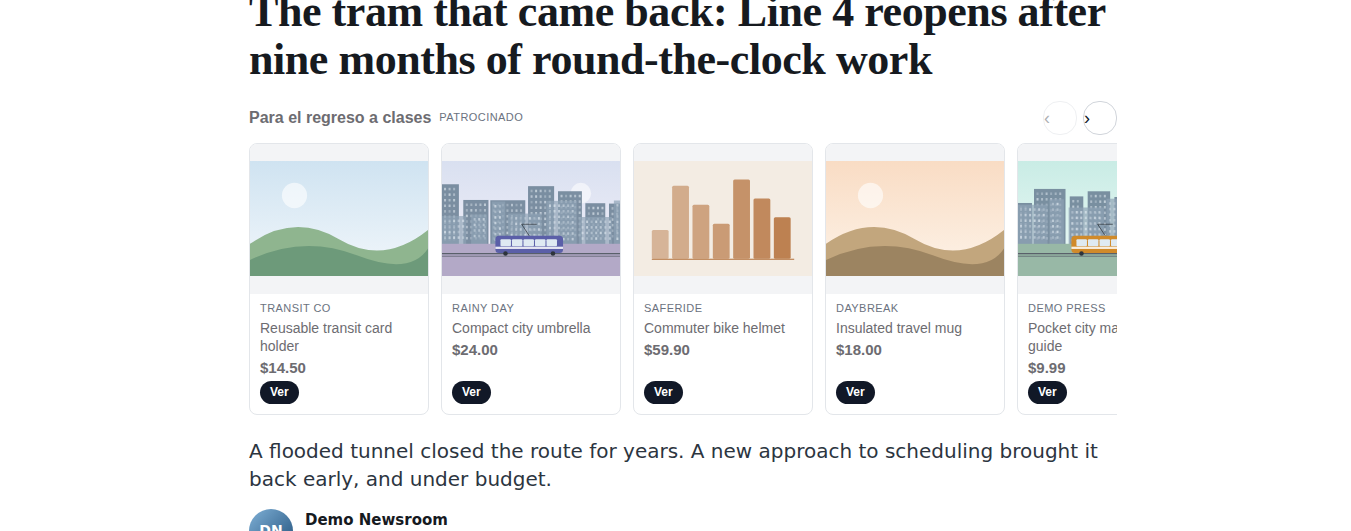 The tram that came back: Line 4 reopens after
nine months of round-the-clock work
Para el regreso a clases PATROCINADO
‹ ›
TRANSIT CO
Reusable transit card
holder
$14.50
Ver
RAINY DAY
Compact city umbrella
$24.00
Ver
SAFERIDE
Commuter bike helmet
$59.90
Ver
DAYBREAK
Insulated travel mug
$18.00
Ver
DEMO PRESS
Pocket city ma
guide
$9.99
Ver
A flooded tunnel closed the route for years. A new approach to scheduling brought it
back early, and under budget.
DN
Demo Newsroom